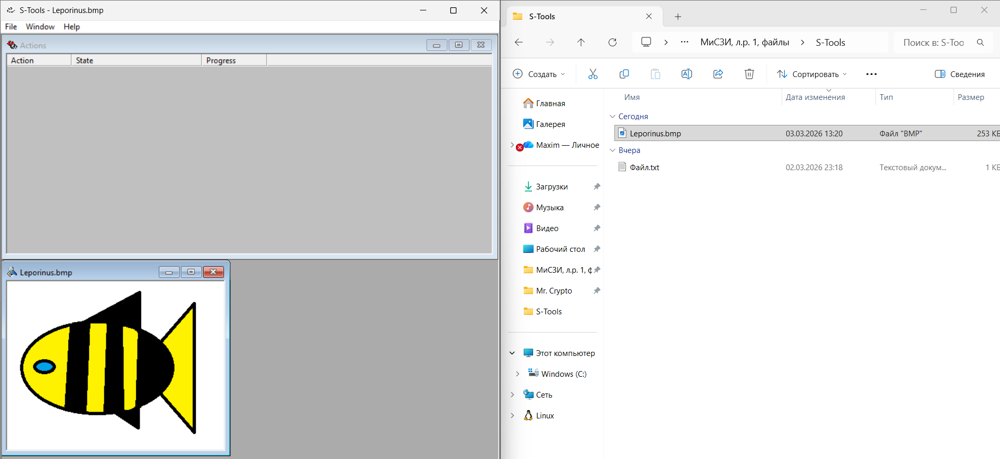 S-Tools - Leporinus.bmp
File Window Help
Actions
Action State Progress
Leporinus.bmp
S-Tools
МиСЗИ, л.р. 1, файлы S-Tools
Поиск в: S-Too
Создать Сортировать Сведения
Имя Дата изменения Тип Размер
Сегодня
Leporinus.bmp 03.03.2026 13:20 Файл "BMP" 253 КБ
Вчера
Файл.txt 02.03.2026 23:18 Текстовый докум... 1 КБ
Главная
Галерея
Maxim — Личное
Загрузки
Музыка
Видео
Рабочий стол
МиСЗИ, л.р. 1, ф
Mr. Crypto
S-Tools
Этот компьютер
Windows (C:)
Сеть
Linux